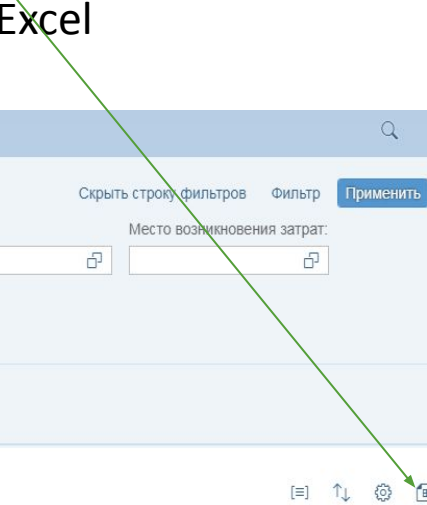 Excel
Скрыть строку фильтров Фильтр Применить
Место возникновения затрат: